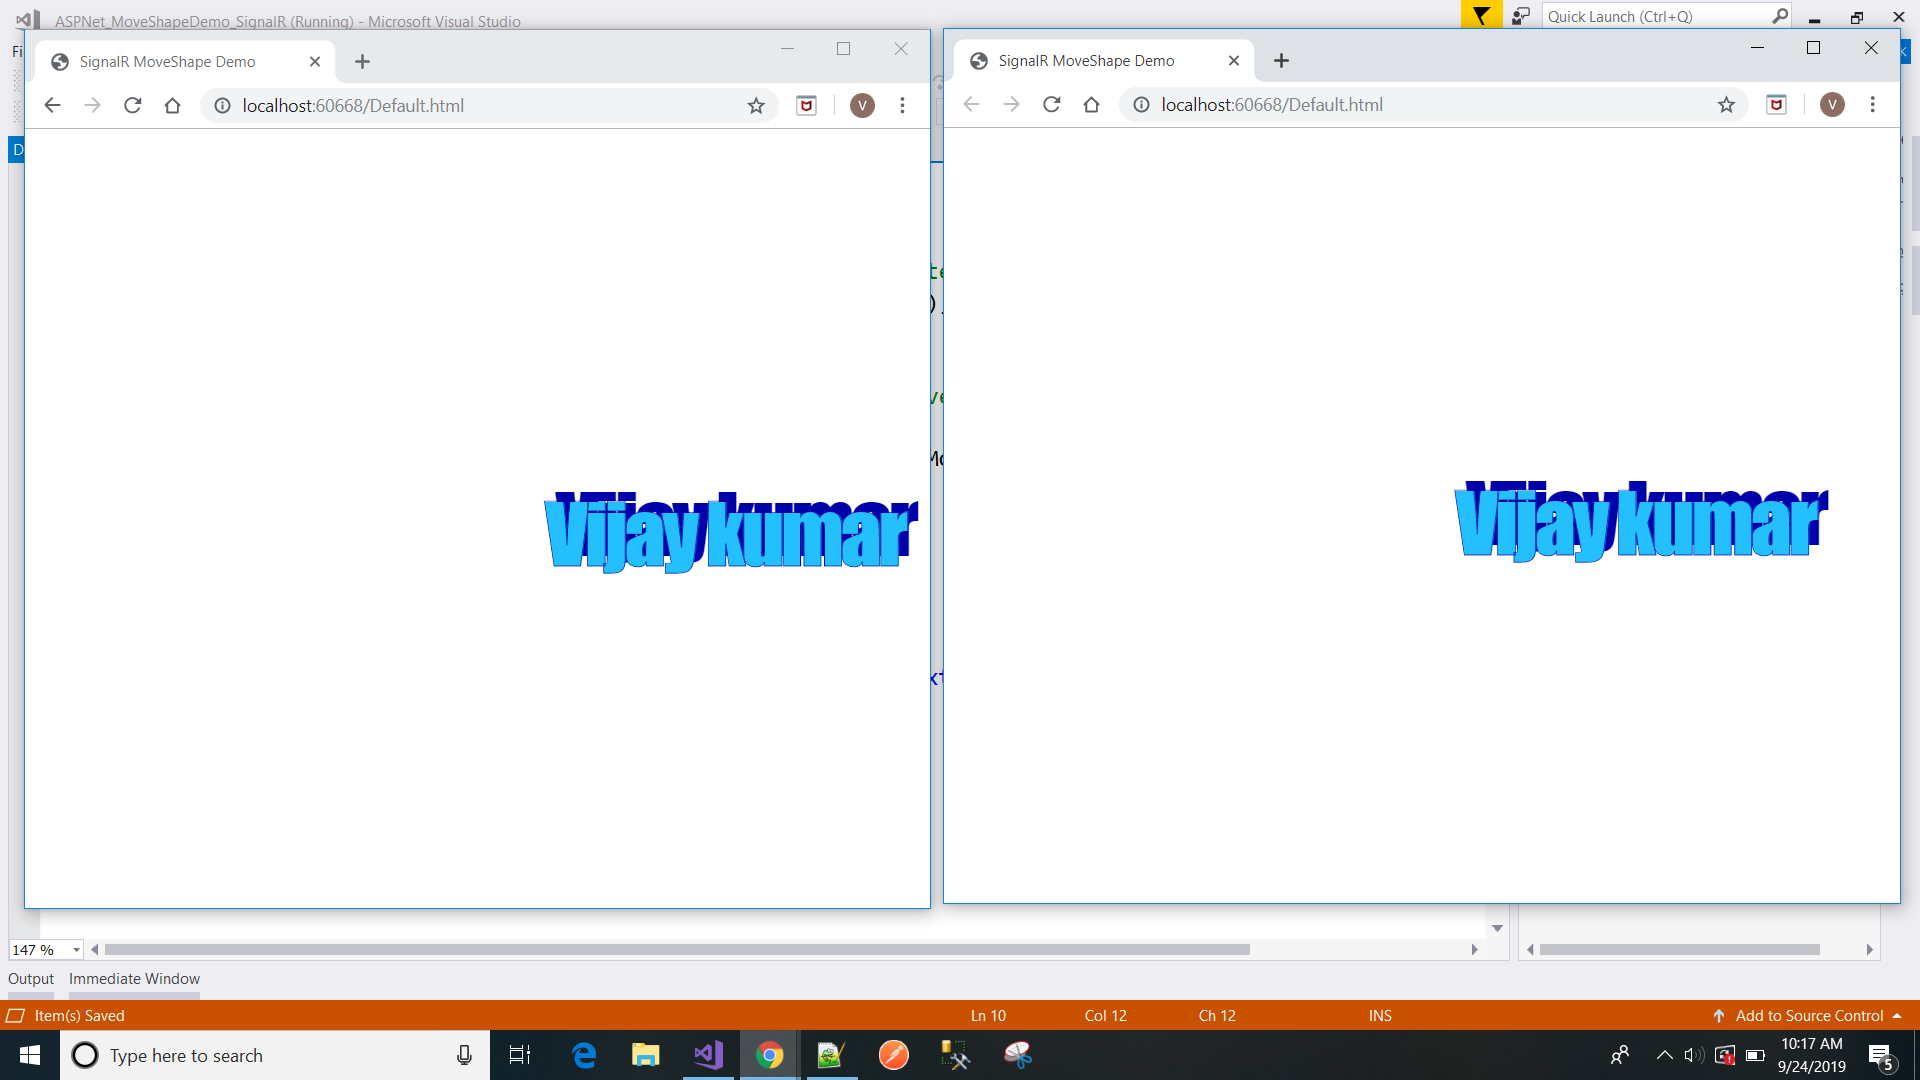 ASPNet_MoveShapeDemo_SignalR (Running) - Microsoft Visual Studio
Quick Launch (Ctrl+Q)
Fi
SignalR MoveShape Demo
localhost:60668/Default.html
V
Vijay kumar
SignalR MoveShape Demo
localhost:60668/Default.html
V
Vijay kumar
D
147 %
Output Immediate Window
Item(s) Saved
Ln 10 Col 12 Ch 12 INS
Add to Source Control
Type here to search
10:17 AM
9/24/2019
5